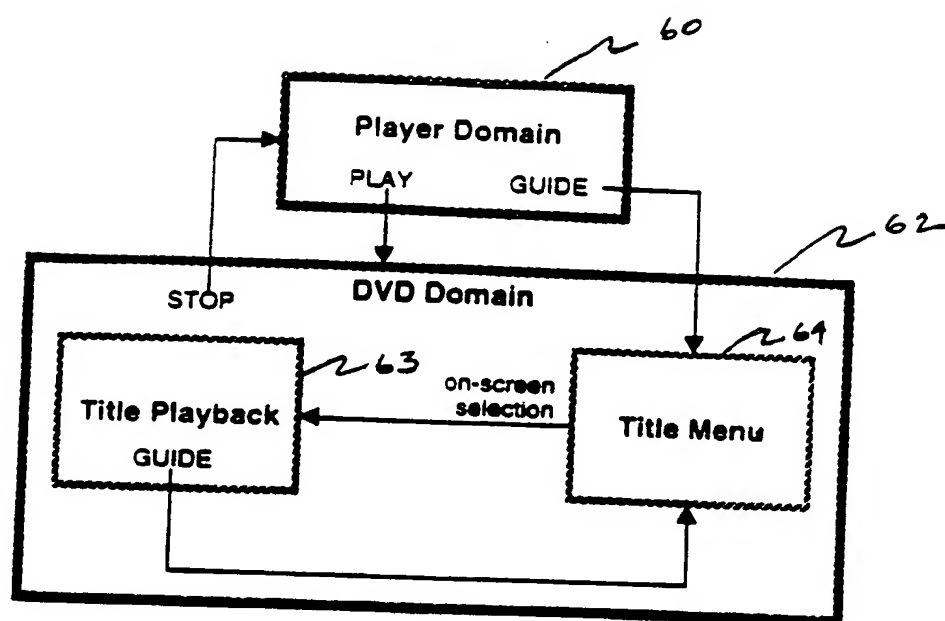 60
Player Domain
PLAY
GUIDE
62
STOP
DVD Domain
63
64
on-screen
selection
Title Playback
GUIDE
Title Menu